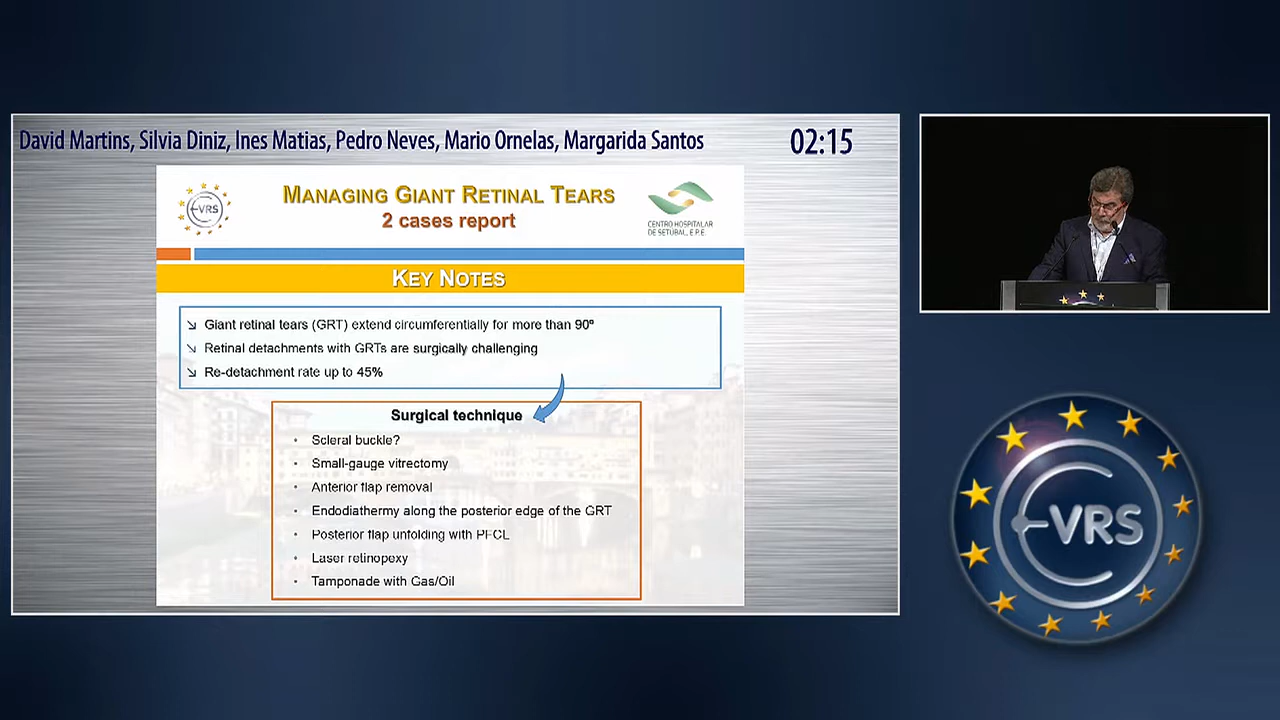 David Martins, Silvia Diniz, Ines Matias, Pedro Neves, Mario Ornelas, Margarida Santos
02:15
EVRS
MANAGING GIANT RETINAL TEARS
2 cases report
CENTRO HOSPITALAR
DE SETÚBAL, E.P.E.
KEY NOTES
Giant retinal tears (GRT) extend circumferentially for more than 90º
Retinal detachments with GRTs are surgically challenging
Re-detachment rate up to 45%
Surgical technique
• Scleral buckle?
• Small-gauge vitrectomy
• Anterior flap removal
• Endodiathermy along the posterior edge of the GRT
• Posterior flap unfolding with PFCL
• Laser retinopexy
• Tamponade with Gas/Oil
EVRS